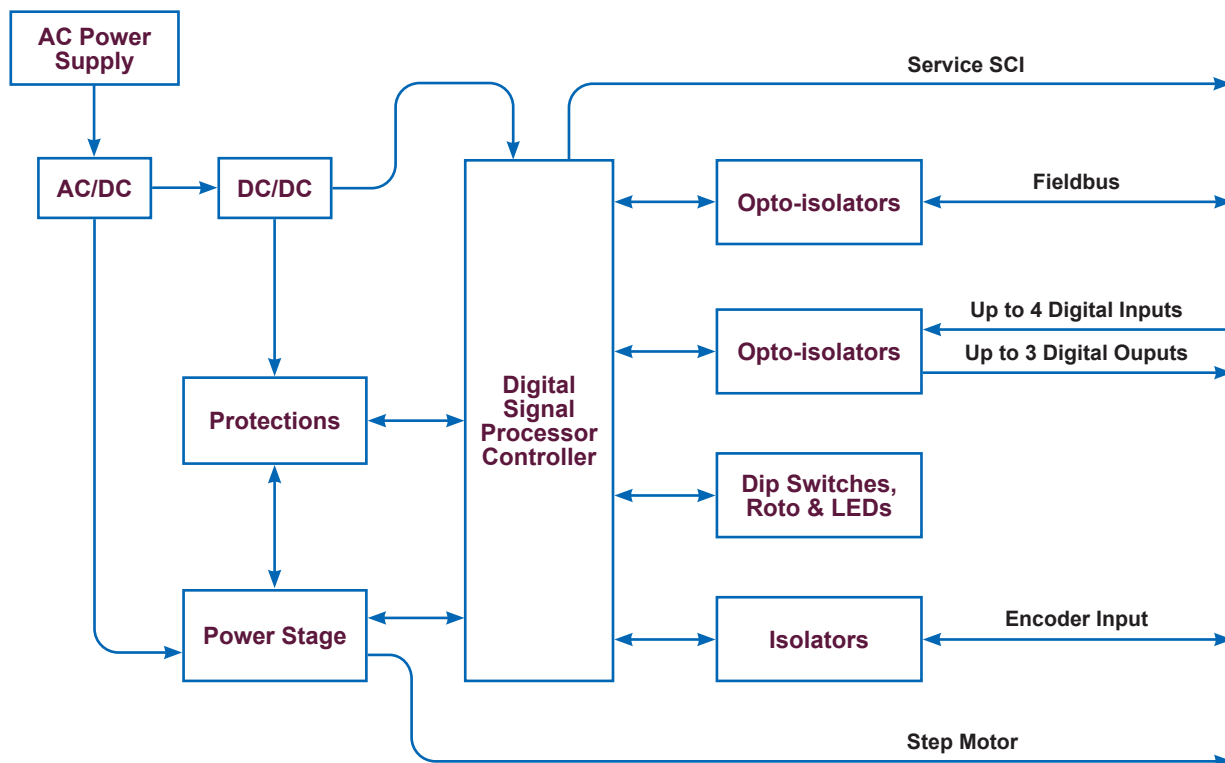 AC Power
Supply
Service SCI
AC/DC
DC/DC
Opto-isolators
Fieldbus
Up to 4 Digital Inputs
Opto-isolators
Up to 3 Digital Ouputs
Digital
Signal
Processor
Controller
Protections
Dip Switches,
Roto & LEDs
Power Stage
Isolators
Encoder Input
Step Motor